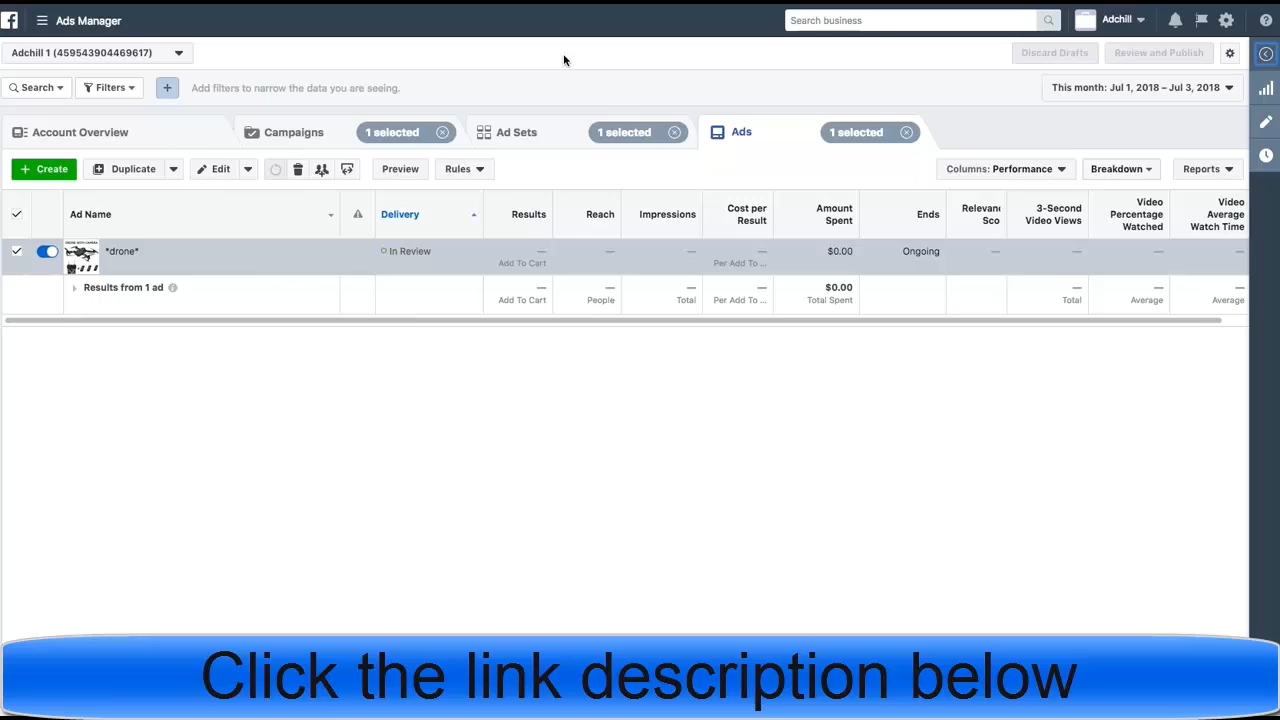 Ads Manager
Search business
Adchill
Adchill 1 (459543904469617)
Discard Drafts
Review and Publish
Search
Filters
Add filters to narrow the data you are seeing.
This month: Jul 1, 2018 – Jul 3, 2018
Account Overview
Campaigns
1 selected
Ad Sets
1 selected
Ads
1 selected
+ Create
Duplicate
Edit
Preview
Rules
Columns: Performance
Breakdown
Reports
Ad Name
Delivery
Results
Reach
Impressions
Cost per
Result
Amount
Spent
Ends
Relevanc
Sco
3-Second
Video Views
Video
Percentage
Watched
Video
Average
Watch Time
*drone*
In Review
—
Add To Cart
—
—
—
Per Add To ...
$0.00
Ongoing
—
—
—
—
Results from 1 ad
—
Add To Cart
—
People
—
Total
—
Per Add To ...
$0.00
Total Spent
—
Total
—
Average
—
Average
Click the link description below